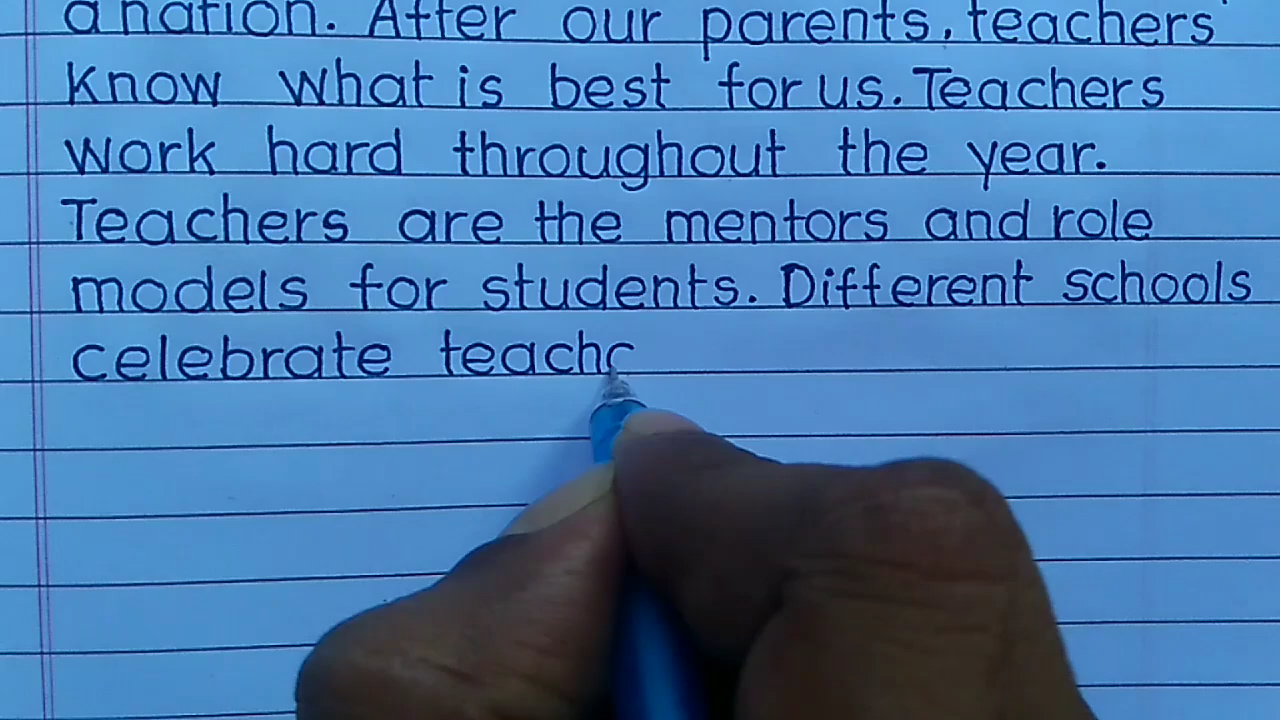 a nation. After our parents, teachers
know what is best for us. Teachers
work hard throughout the year.
Teachers are the mentors and role
models for students. Different schools
celebrate teach